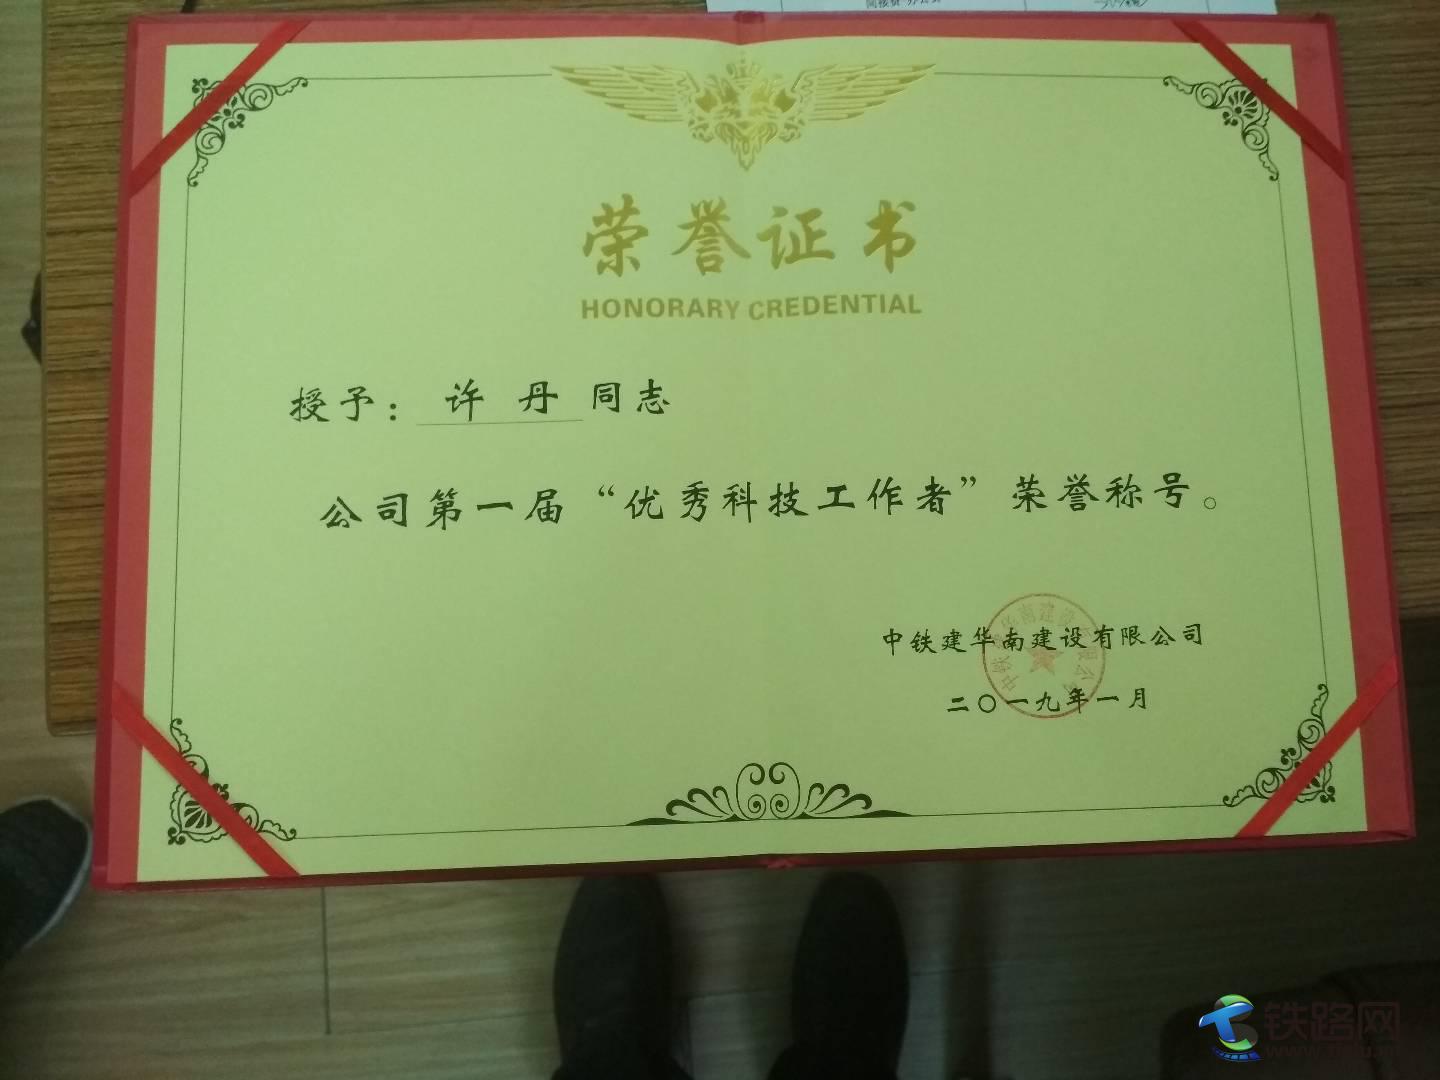 荣誉证书
HONORARY CREDENTIAL
授予：许丹同志
公司第一届“优秀科技工作者”荣誉称号。
中铁建华南建设有限公司
二〇一九年一月
铁路网